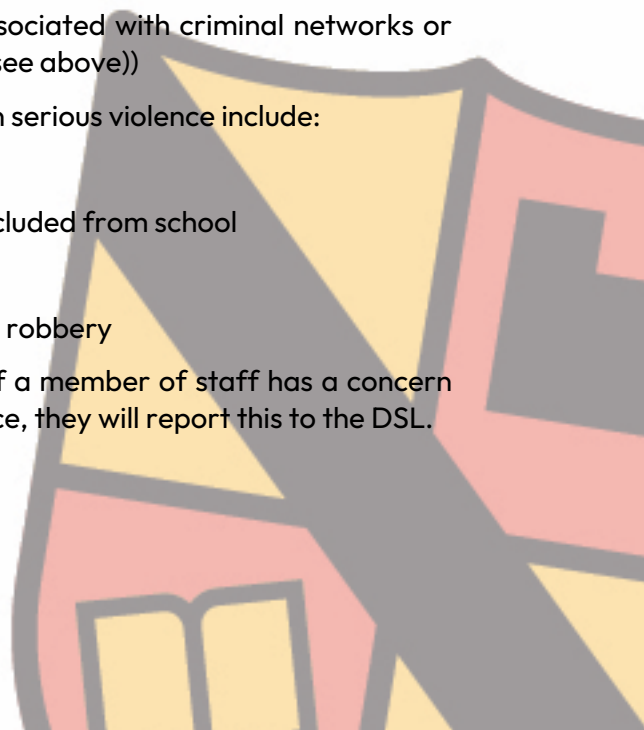 sociated with criminal networks or
see above))
n serious violence include:
cluded from school
robbery
f a member of staff has a concern
ce, they will report this to the DSL.